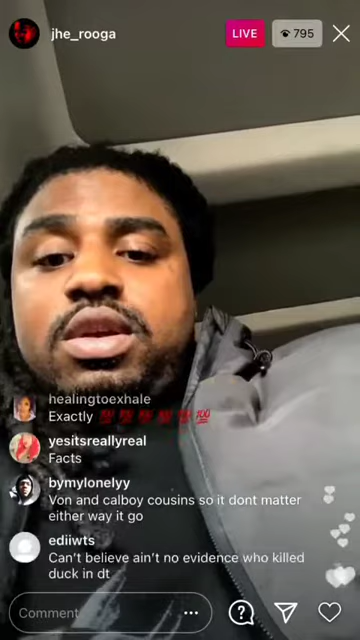 jhe_rooga
LIVE
795
healingtoexhale
Exactly 💯 💯 💯 💯 💯 💯
yesitsreallyreal
Facts
bymylonelyy
Von and calboy cousins so it dont matter
either way it go
ediiwts
Can't believe ain't no evidence who killed
duck in dt
Comment